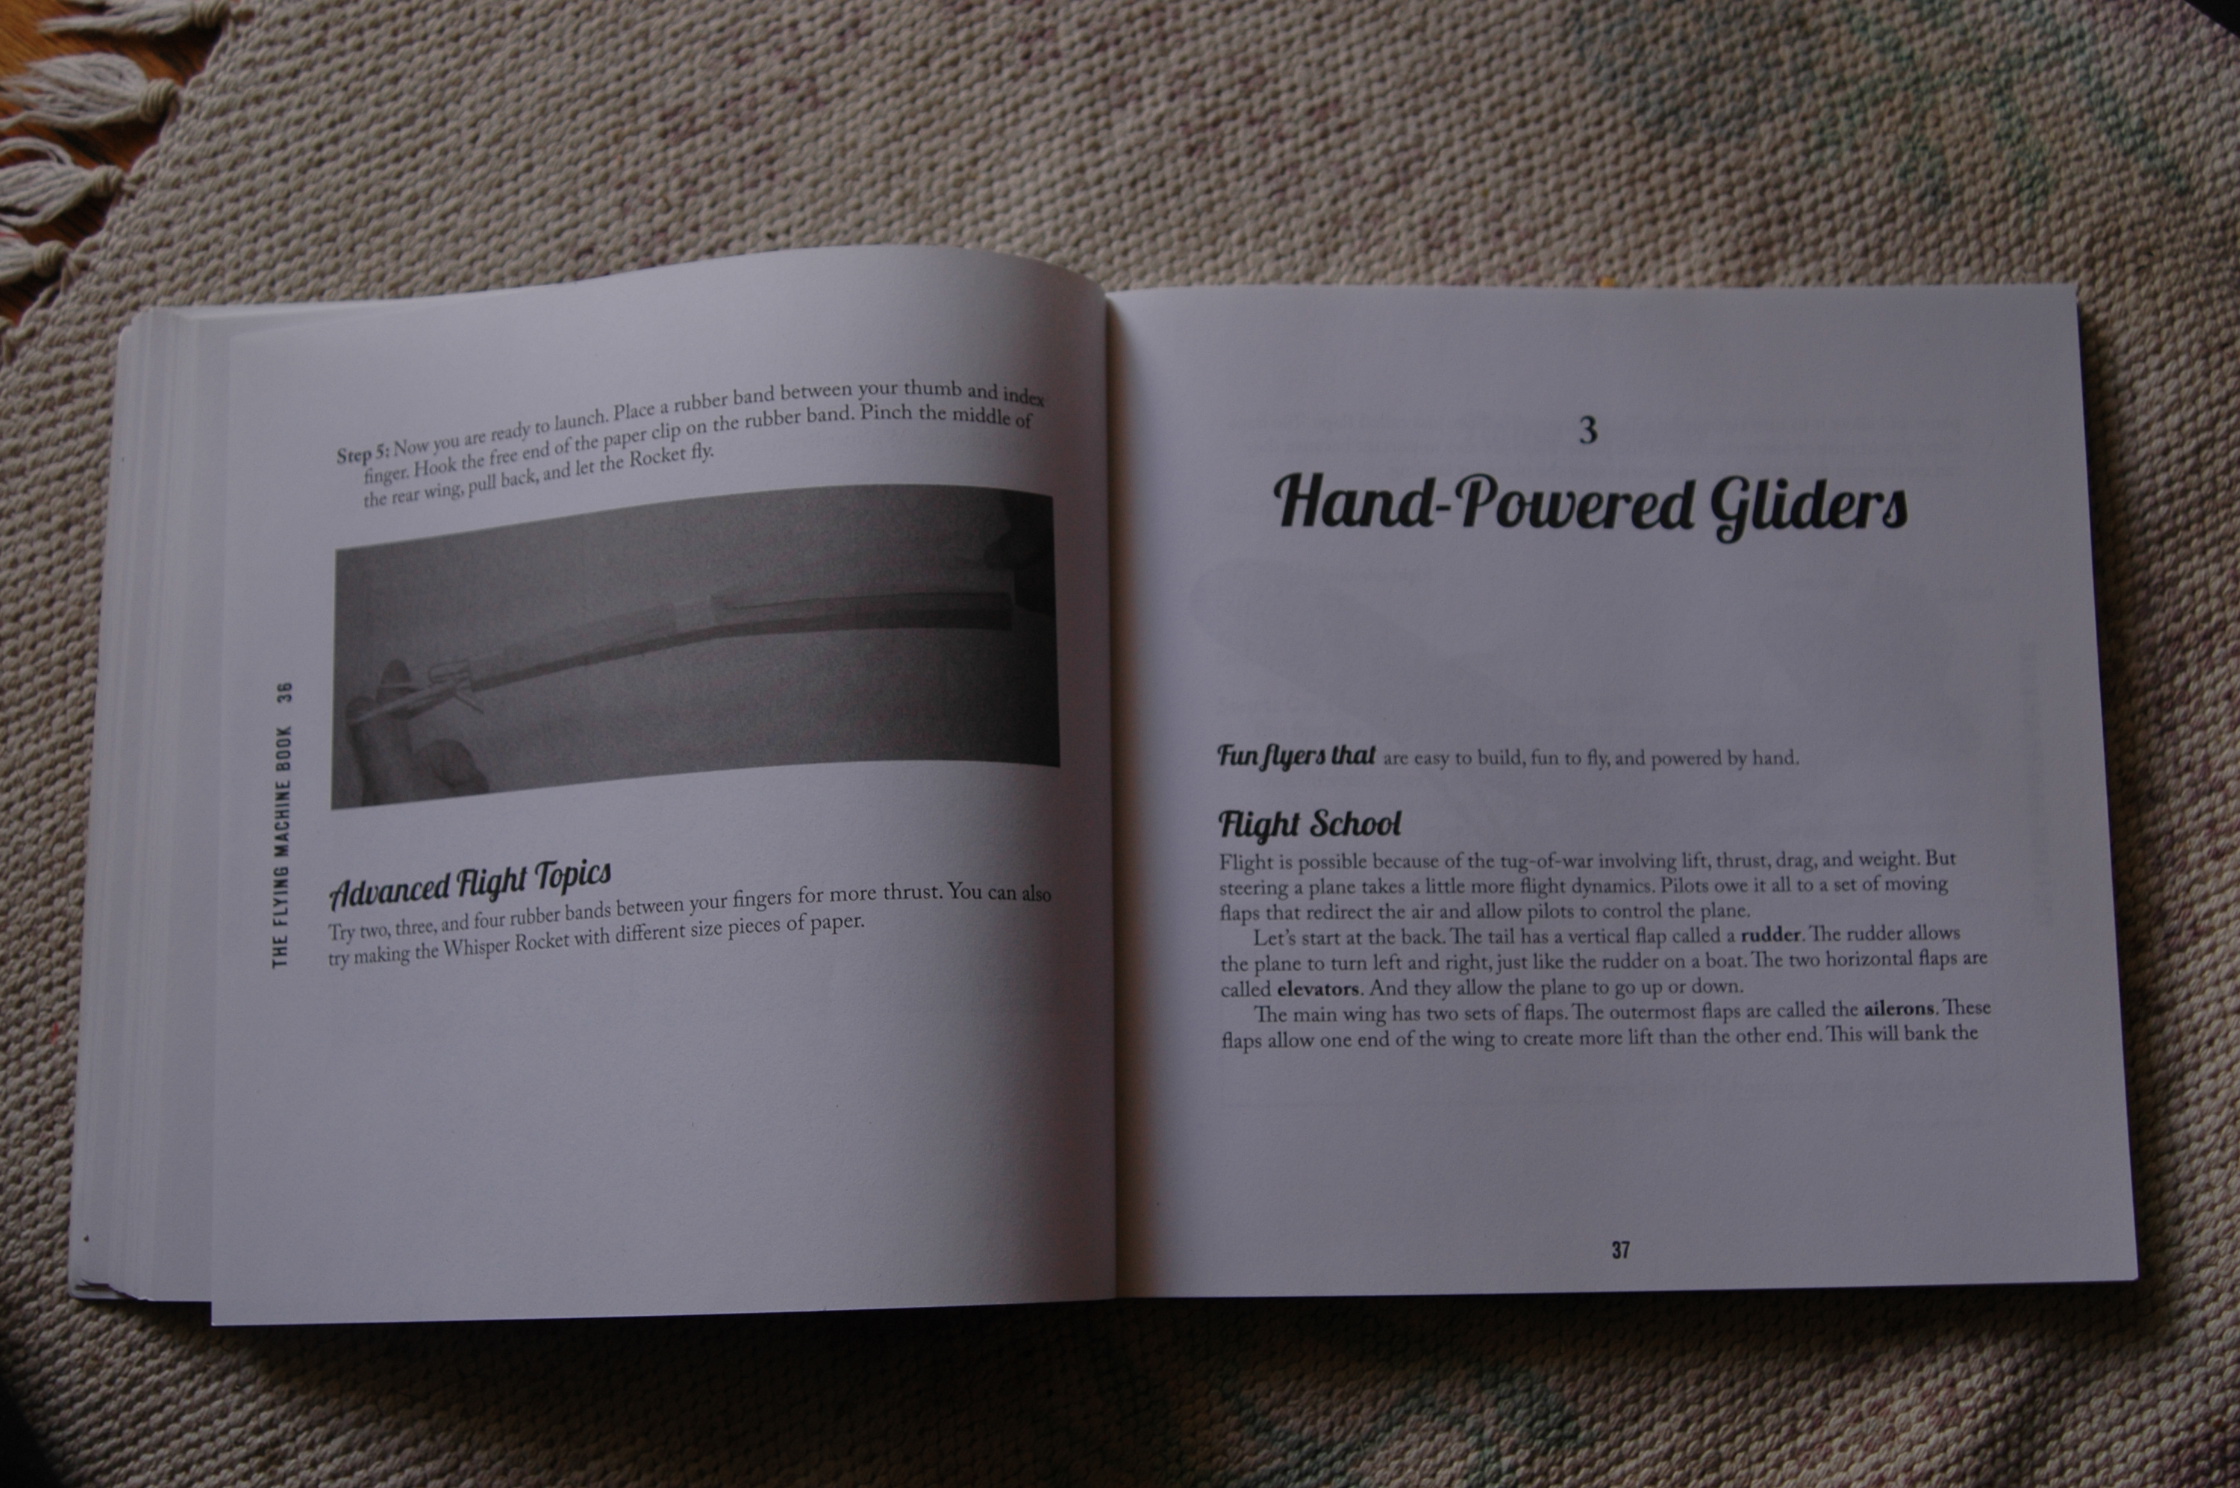 Step 5: Now you are ready to launch. Place a rubber band between your thumb and index
finger. Hook the free end of the paper clip on the rubber band. Pinch the middle of
the rear wing, pull back, and let the Rocket fly.
Advanced Flight Topics
Try two, three, and four rubber bands between your fingers for more thrust. You can also
try making the Whisper Rocket with different size pieces of paper.
THE FLYING MACHINE BOOK 36
3
Hand-Powered Gliders
Fun flyers that are easy to build, fun to fly, and powered by hand.
Flight School
Flight is possible because of the tug-of-war involving lift, thrust, drag, and weight. But
steering a plane takes a little more flight dynamics. Pilots owe it all to a set of moving
flaps that redirect the air and allow pilots to control the plane.
Let's start at the back. The tail has a vertical flap called a rudder. The rudder allows
the plane to turn left and right, just like the rudder on a boat. The two horizontal flaps are
called elevators. And they allow the plane to go up or down.
The main wing has two sets of flaps. The outermost flaps are called the ailerons. These
flaps allow one end of the wing to create more lift than the other end. This will bank the
37